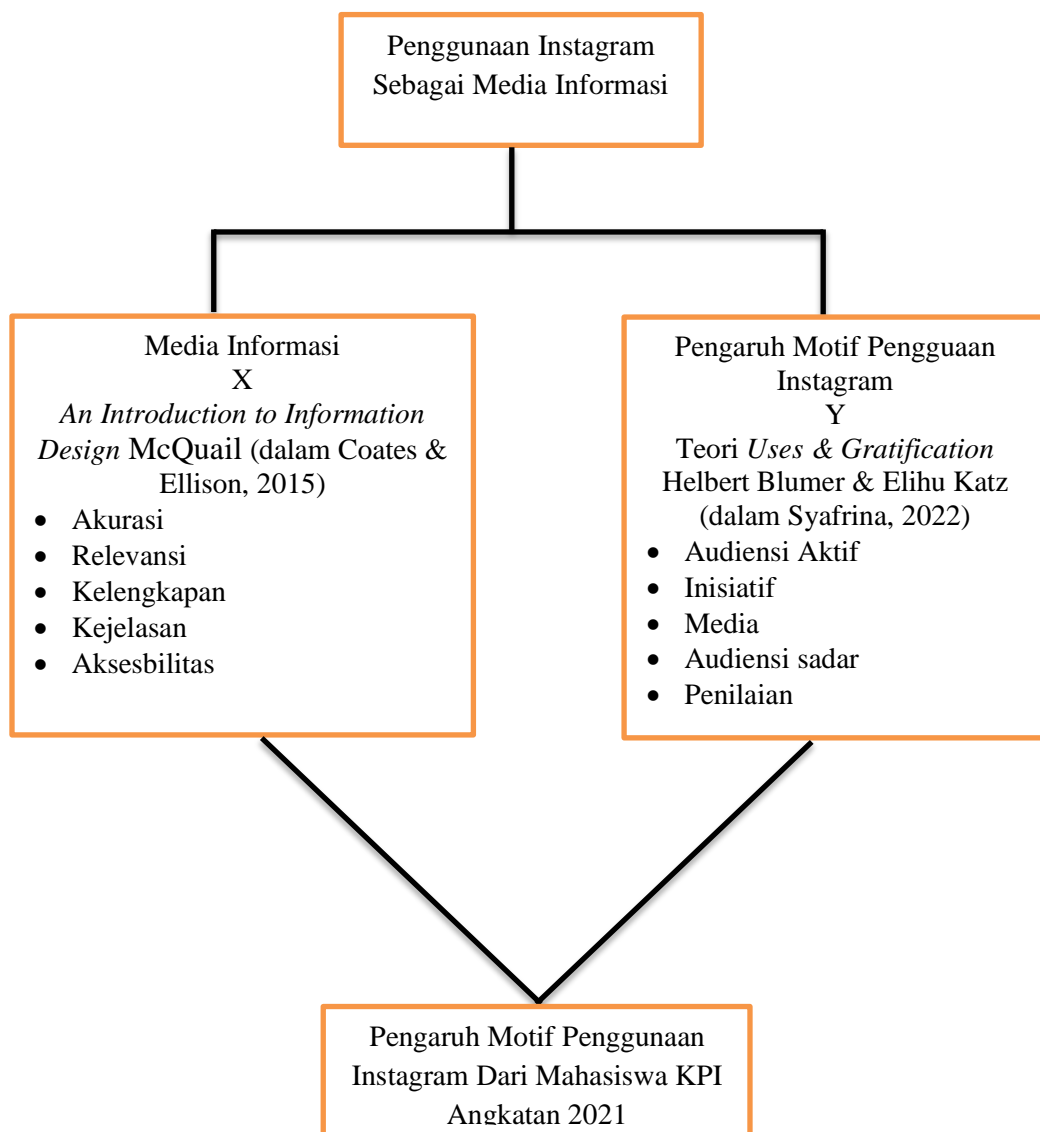 Penggunaan Instagram
Sebagai Media Informasi
Media Informasi
X
An Introduction to Information
Design McQuail (dalam Coates &
Ellison, 2015)
• Akurasi
• Relevansi
• Kelengkapan
• Kejelasan
• Aksesbilitas
Pengaruh Motif Pengguaan
Instagram
Y
Teori Uses & Gratification
Helbert Blumer & Elihu Katz
(dalam Syafrina, 2022)
• Audiensi Aktif
• Inisiatif
• Media
• Audiensi sadar
• Penilaian
Pengaruh Motif Penggunaan
Instagram Dari Mahasiswa KPI
Angkatan 2021